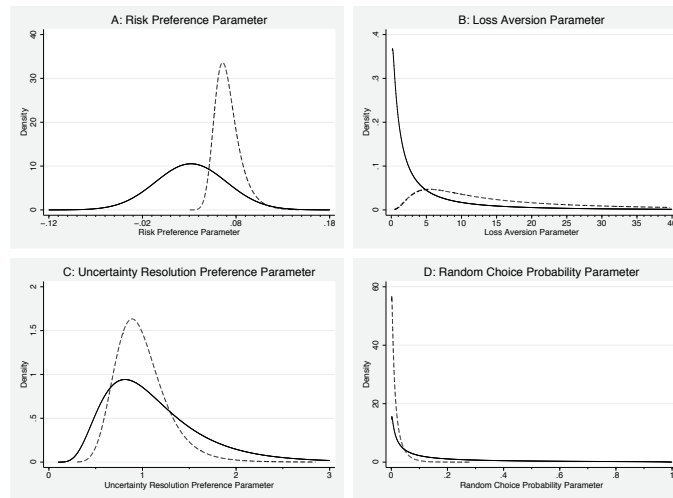 A: Risk Preference Parameter
Density
0 10 20 30 40
-.12 -.02 .08 .18
Risk Preference Parameter
B: Loss Aversion Parameter
Density
0 .1 .2 .3 .4
0 5 10 15 20 25 30 35 40
Loss Aversion Parameter
C: Uncertainty Resolution Preference Parameter
Density
0 .5 1 1.5 2
0 1 2 3
Uncertainty Resolution Preference Parameter
D: Random Choice Probability Parameter
Density
0 20 40 60
0 .2 .4 .6 .8 1
Random Choice Probability Parameter